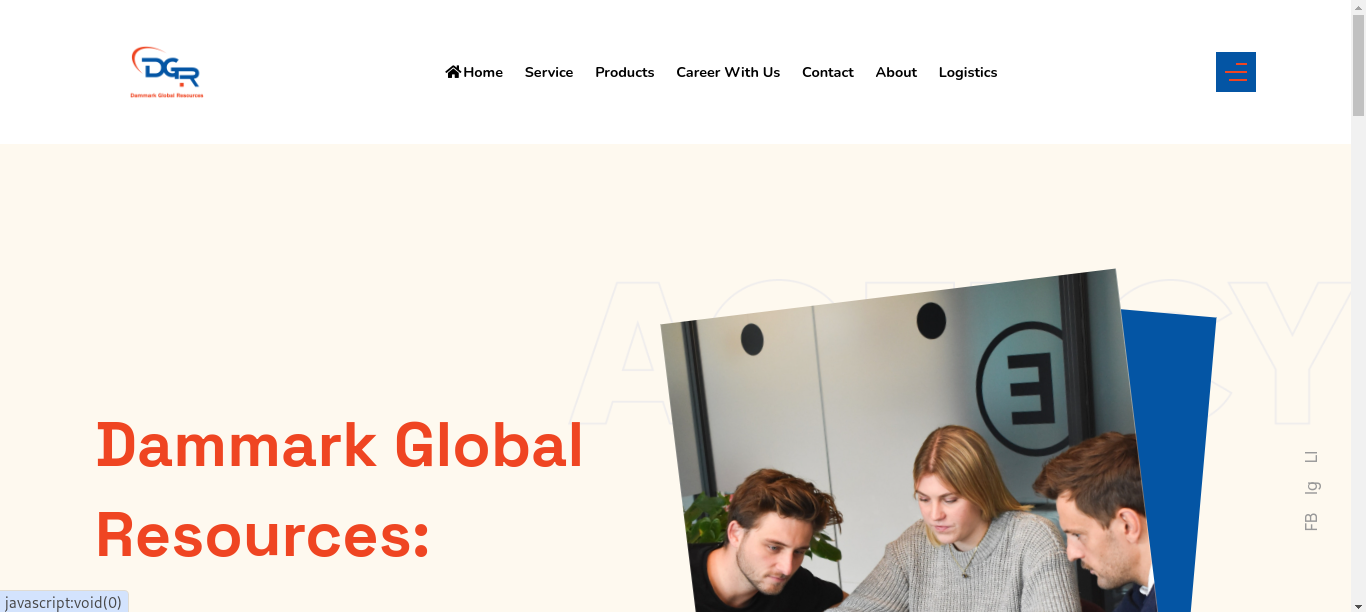 DGR
Dammark Global Resources
Home Service Products Career With Us Contact About Logistics
AGENCY
Dammark Global
Resources:
FB Ig LI
javascript:void(0)